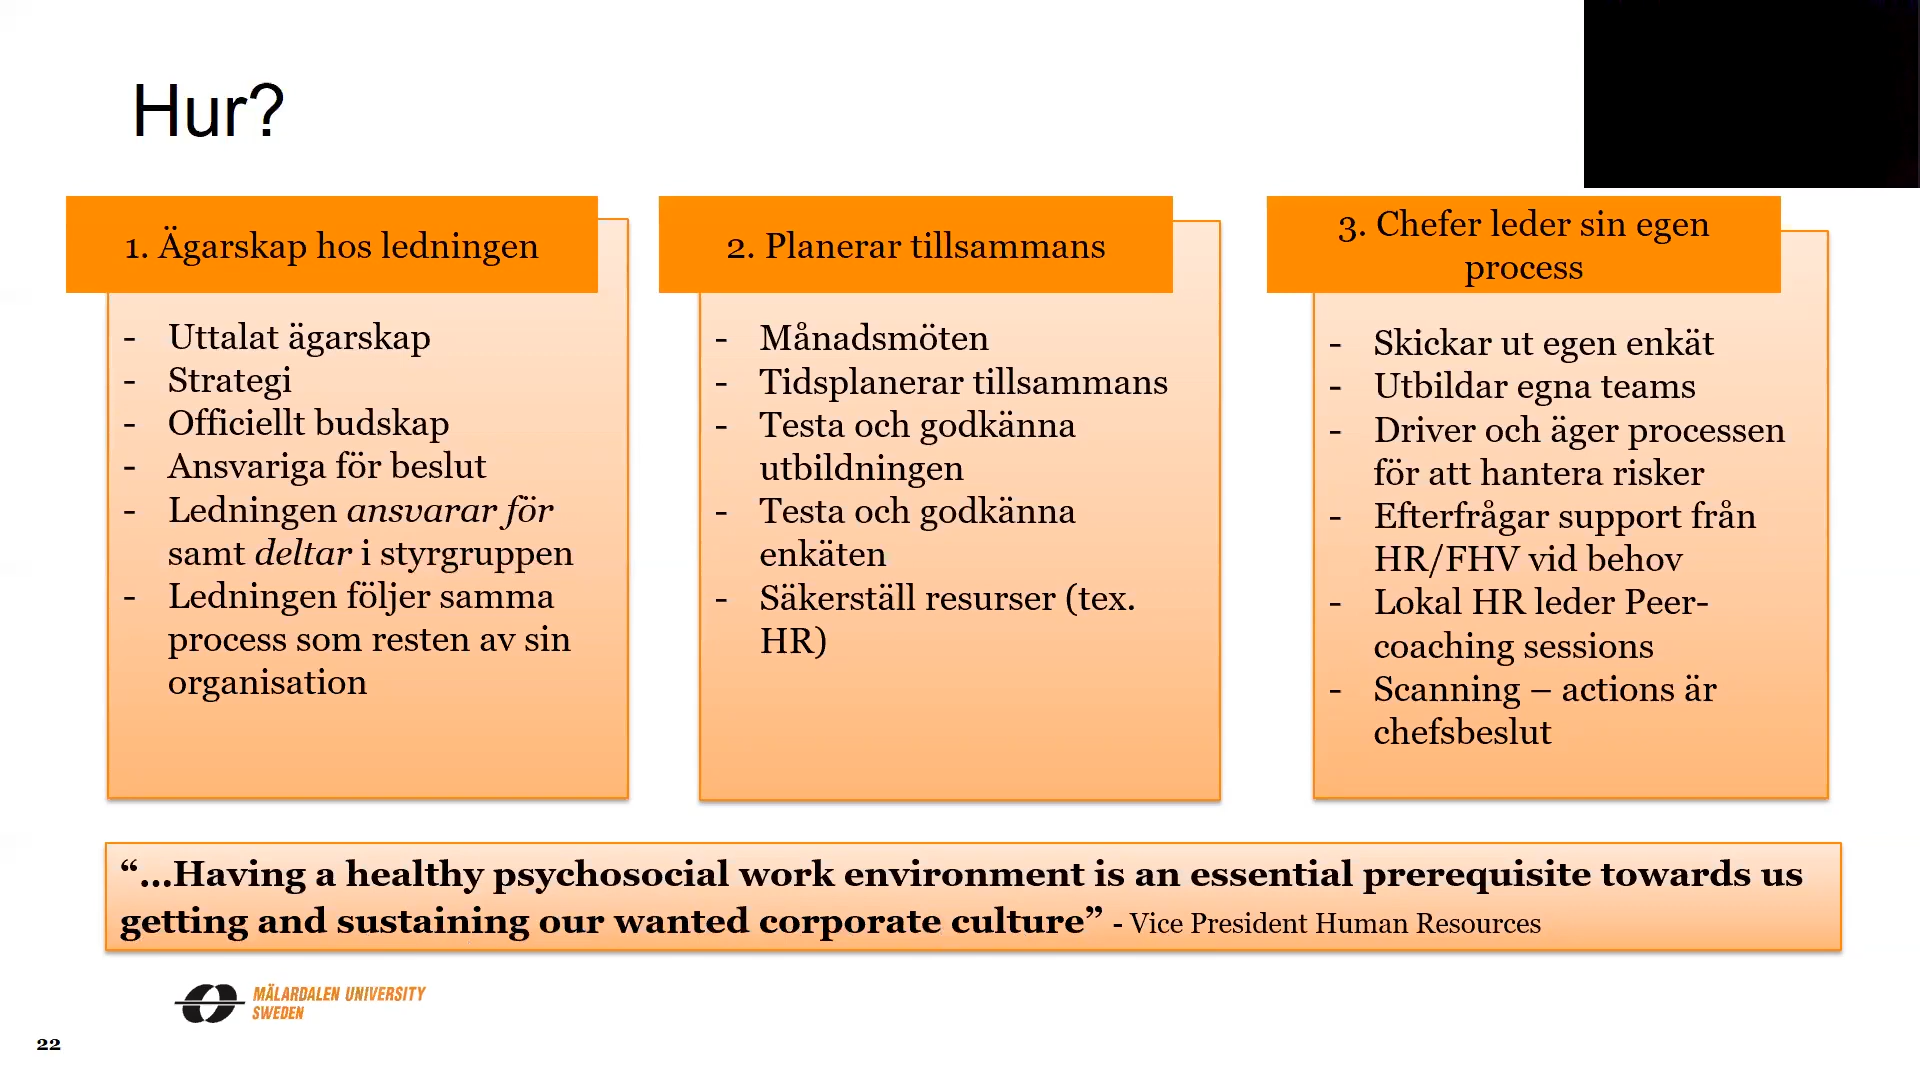 Hur?
1. Ägarskap hos ledningen
- Uttalat ägarskap
- Strategi
- Officiellt budskap
- Ansvariga för beslut
- Ledningen ansvarar för
samt deltar i styrgruppen
- Ledningen följer samma
process som resten av sin
organisation
2. Planerar tillsammans
- Månadsmöten
- Tidsplanerar tillsammans
- Testa och godkänna
utbildningen
- Testa och godkänna
enkäten
- Säkerställ resurser (tex.
HR)
3. Chefer leder sin egen
process
- Skickar ut egen enkät
- Utbildar egna teams
- Driver och äger processen
för att hantera risker
- Efterfrågar support från
HR/FHV vid behov
- Lokal HR leder Peer-
coaching sessions
- Scanning – actions är
chefsbeslut
“…Having a healthy psychosocial work environment is an essential prerequisite towards us
getting and sustaining our wanted corporate culture” - Vice President Human Resources
MÄLARDALEN UNIVERSITY
SWEDEN
22